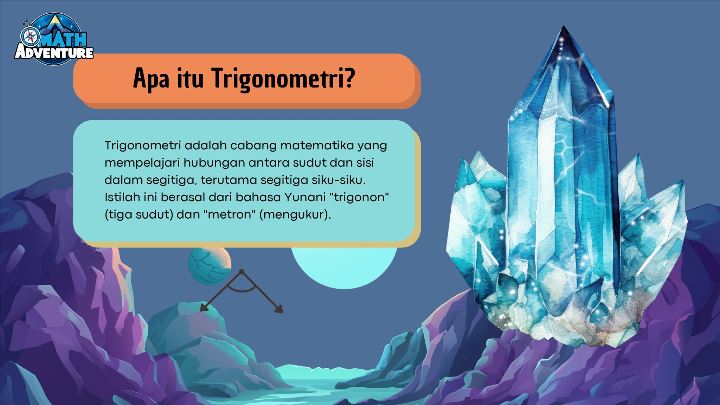 MATH
ADVENTURE
Apa itu Trigonometri?
Trigonometri adalah cabang matematika yang
mempelajari hubungan antara sudut dan sisi
dalam segitiga, terutama segitiga siku-siku.
Istilah ini berasal dari bahasa Yunani "trigonon"
(tiga sudut) dan "metron" (mengukur).